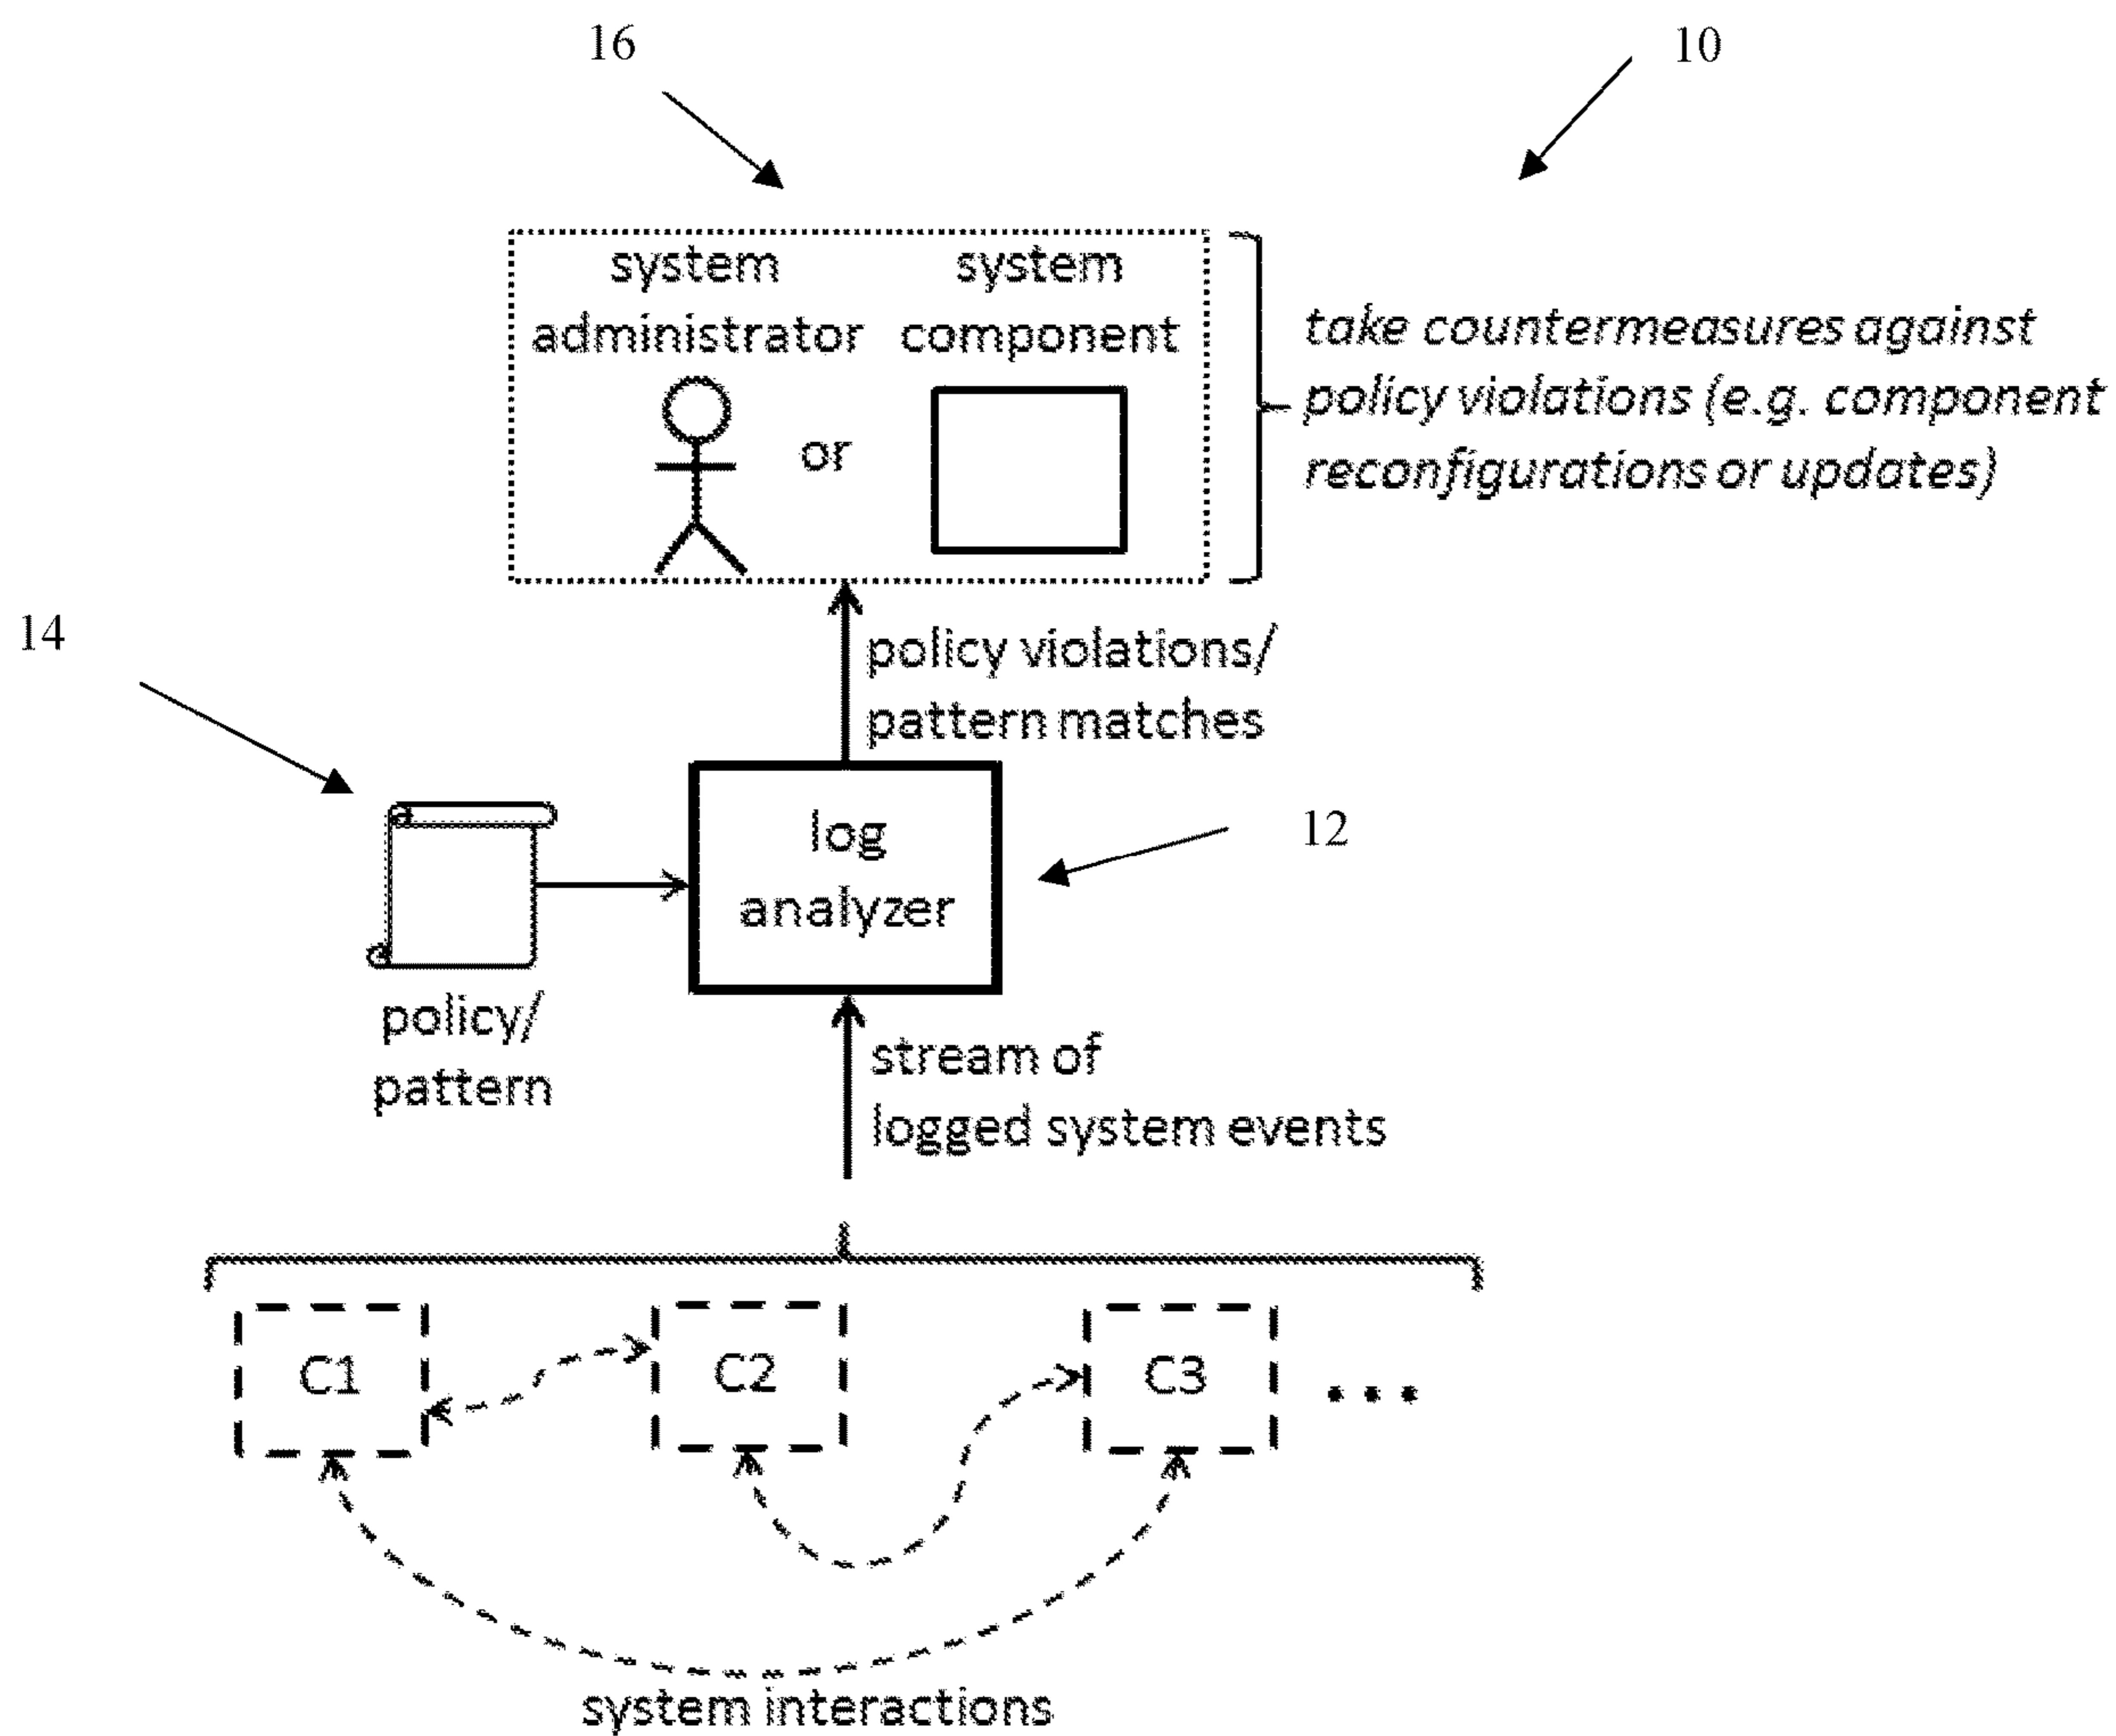 16
10
system
administrator
system
component
or
take countermeasures against
policy violations (e.g. component
reconfigurations or updates)
14
policy violations/
pattern matches
log
analyzer
12
policy/
pattern
stream of
logged system events
C1
C2
C3
...
system interactions